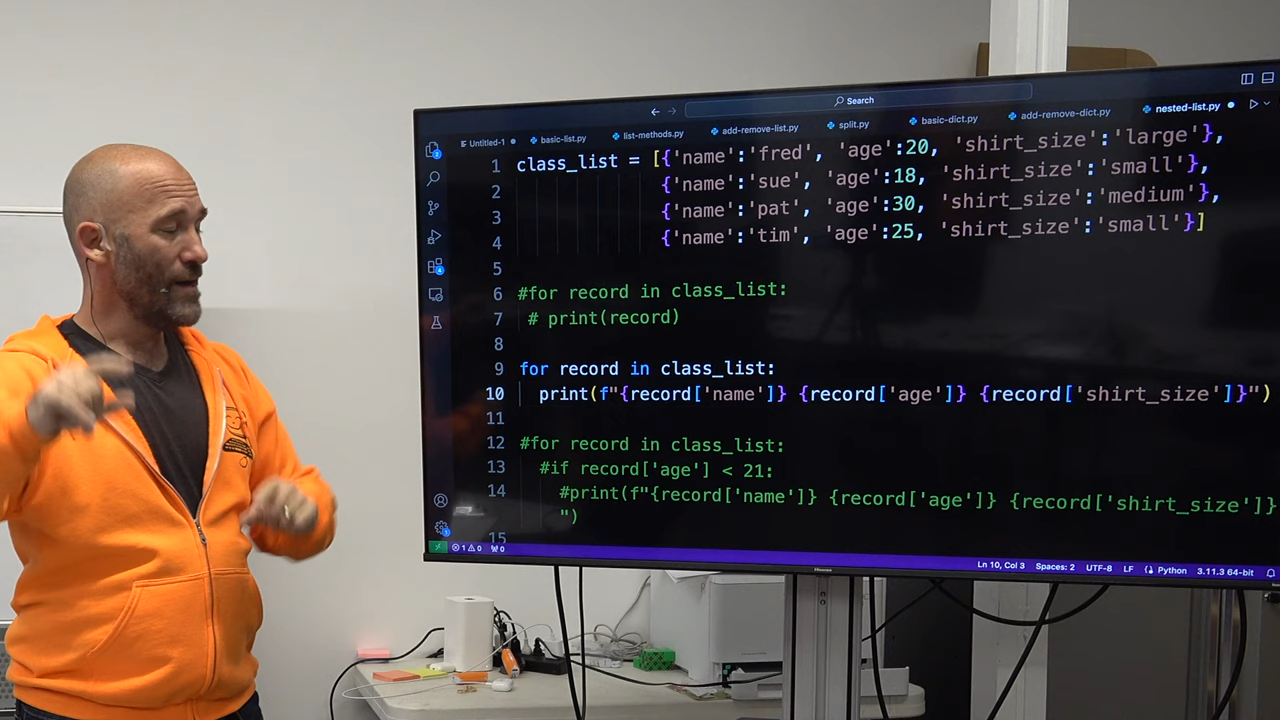 Search
Untitled-1 basic-list.py list-methods.py add-remove-list.py split.py basic-dict.py add-remove-dict.py nested-list.py
1 class_list = [{'name':'fred', 'age':20, 'shirt_size':'large'},
2 {'name':'sue', 'age':18, 'shirt_size':'small'},
3 {'name':'pat', 'age':30, 'shirt_size':'medium'},
4 {'name':'tim', 'age':25, 'shirt_size':'small'}]
5
6 #for record in class_list:
7 # print(record)
8
9 for record in class_list:
10 print(f"{record['name']} {record['age']} {record['shirt_size']}")
11
12 #for record in class_list:
13 #if record['age'] < 21:
14 #print(f"{record['name']} {record['age']} {record['shirt_size']}
")
15
1 0 0 Ln 10, Col 3 Spaces: 2 UTF-8 LF Python 3.11.3 64-bit
Hisense